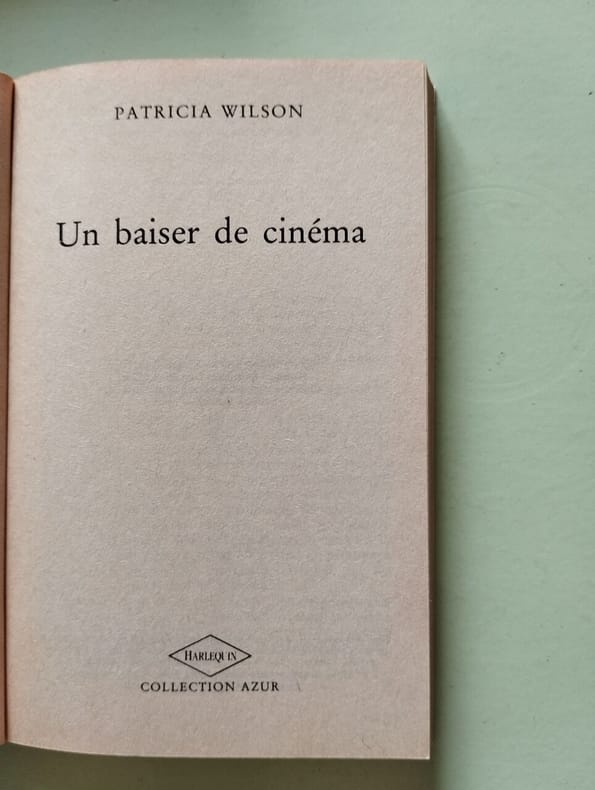 PATRICIA WILSON
Un baiser de cinéma
HARLEQUIN
COLLECTION AZUR